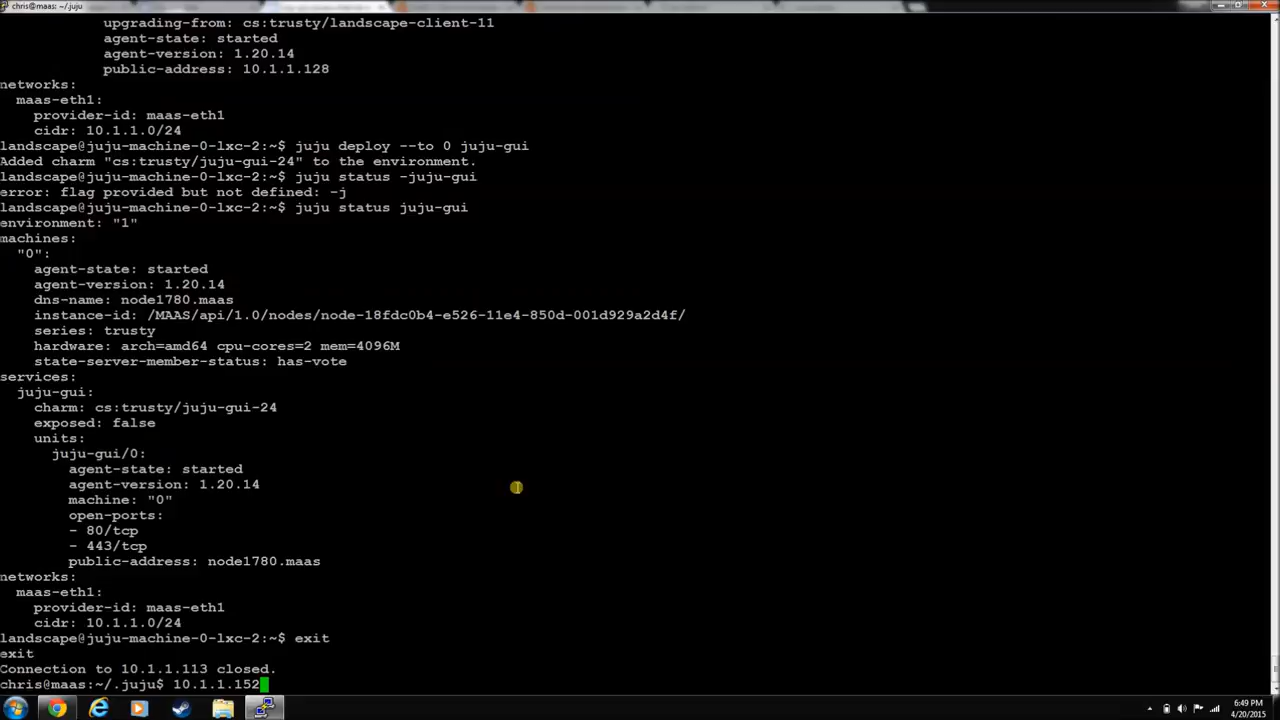 chris@maas: ~/.juju
upgrading-from: cs:trusty/landscape-client-11
agent-state: started
agent-version: 1.20.14
public-address: 10.1.1.128
networks:
maas-eth1:
provider-id: maas-eth1
cidr: 10.1.1.0/24
landscape@juju-machine-0-lxc-2:~$ juju deploy --to 0 juju-gui
Added charm "cs:trusty/juju-gui-24" to the environment.
landscape@juju-machine-0-lxc-2:~$ juju status -juju-gui
error: flag provided but not defined: -j
landscape@juju-machine-0-lxc-2:~$ juju status juju-gui
environment: "1"
machines:
"0":
agent-state: started
agent-version: 1.20.14
dns-name: node1780.maas
instance-id: /MAAS/api/1.0/nodes/node-18fdc0b4-e526-11e4-850d-001d929a2d4f/
series: trusty
hardware: arch=amd64 cpu-cores=2 mem=4096M
state-server-member-status: has-vote
services:
juju-gui:
charm: cs:trusty/juju-gui-24
exposed: false
units:
juju-gui/0:
agent-state: started
agent-version: 1.20.14
machine: "0"
open-ports:
- 80/tcp
- 443/tcp
public-address: node1780.maas
networks:
maas-eth1:
provider-id: maas-eth1
cidr: 10.1.1.0/24
landscape@juju-machine-0-lxc-2:~$ exit
exit
Connection to 10.1.1.113 closed.
chris@maas:~/.juju$ 10.1.1.152
6:49 PM
4/20/2015